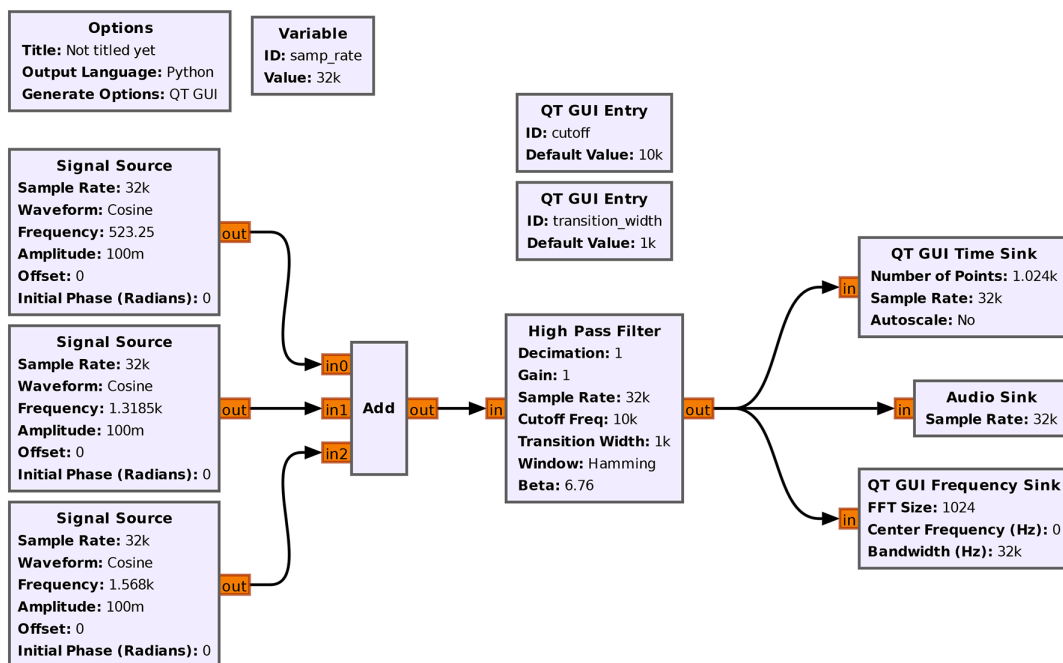 Options
Title: Not titled yet
Output Language: Python
Generate Options: QT GUI
Variable
ID: samp_rate
Value: 32k
QT GUI Entry
ID: cutoff
Default Value: 10k
QT GUI Entry
ID: transition_width
Default Value: 1k
Signal Source
Sample Rate: 32k
Waveform: Cosine
Frequency: 523.25
Amplitude: 100m
Offset: 0
Initial Phase (Radians): 0
out
Signal Source
Sample Rate: 32k
Waveform: Cosine
Frequency: 1.3185k
Amplitude: 100m
Offset: 0
Initial Phase (Radians): 0
out
Signal Source
Sample Rate: 32k
Waveform: Cosine
Frequency: 1.568k
Amplitude: 100m
Offset: 0
Initial Phase (Radians): 0
out
in0
in1
in2
Add
out
in
High Pass Filter
Decimation: 1
Gain: 1
Sample Rate: 32k
Cutoff Freq: 10k
Transition Width: 1k
Window: Hamming
Beta: 6.76
out
in
QT GUI Time Sink
Number of Points: 1.024k
Sample Rate: 32k
Autoscale: No
in
Audio Sink
Sample Rate: 32k
in
QT GUI Frequency Sink
FFT Size: 1024
Center Frequency (Hz): 0
Bandwidth (Hz): 32k